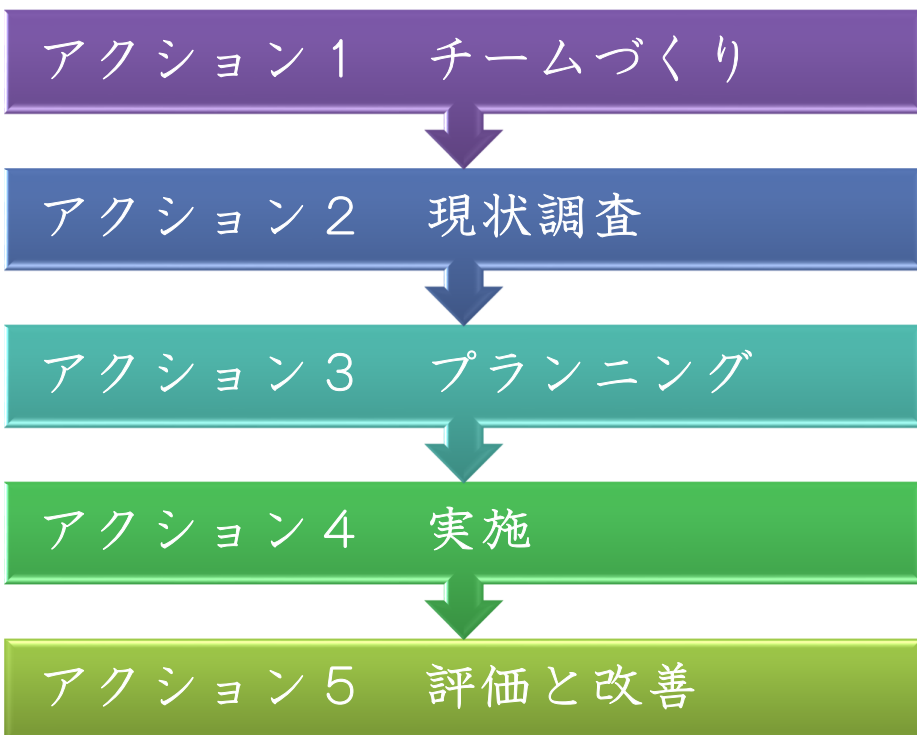 アクション１　チームづくり
アクション２　現状調査
アクション３　プランニング
アクション４　実施
アクション５　評価と改善